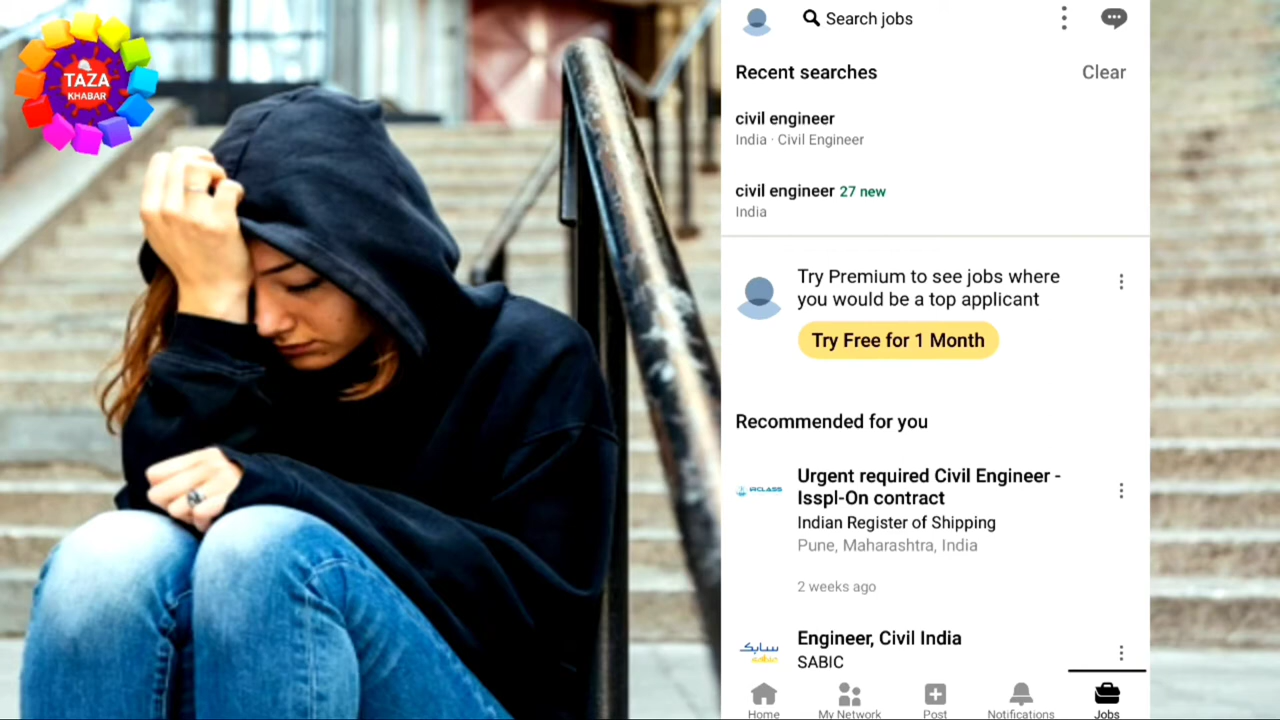 TAZA
KHABAR
Search jobs
Recent searches
Clear
civil engineer
India · Civil Engineer
civil engineer 27 new
India
Try Premium to see jobs where
you would be a top applicant
Try Free for 1 Month
Recommended for you
IRCLASS
Urgent required Civil Engineer -
Isspl-On contract
Indian Register of Shipping
Pune, Maharashtra, India
2 weeks ago
سابک
sabic
Engineer, Civil India
SABIC
Home
My Network
Post
Notifications
Jobs